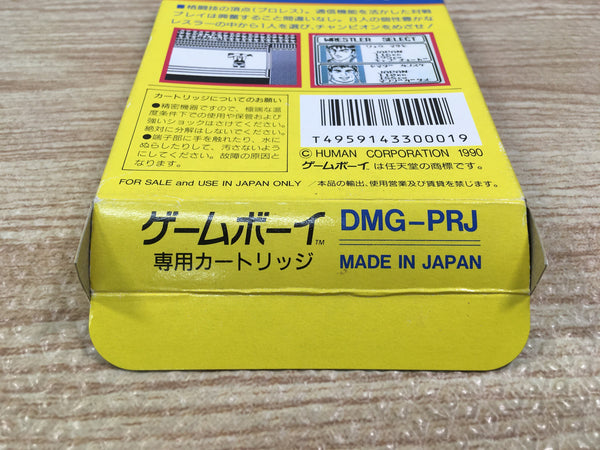 ■格闘技の頂点(プロレス)、通信機能を活かした対戦
プレイは興奮すること間違いなし。8人の個性豊かな
レスラーの中から1人を選び、チャンピオンをめざせ!
WRESTLER SELECT
JAPAN
カートリッジについてのお願い
●精密機器ですので、極端な温
度条件下での使用や保管および
強いショックはさけてください。
絶対に分解はしないでください。
●端子部に手を触れたり、水に
ぬらしたりして、汚さないように
してください。故障の原因と
なります。
T4959143300019
© HUMAN CORPORATION 1990
ゲームボーイ は任天堂の商標です。
FOR SALE and USE IN JAPAN ONLY / 本品の輸出、使用営業及び賃貸を禁じます。
ゲームボーイ™
専用カートリッジ
DMG-PRJ
MADE IN JAPAN